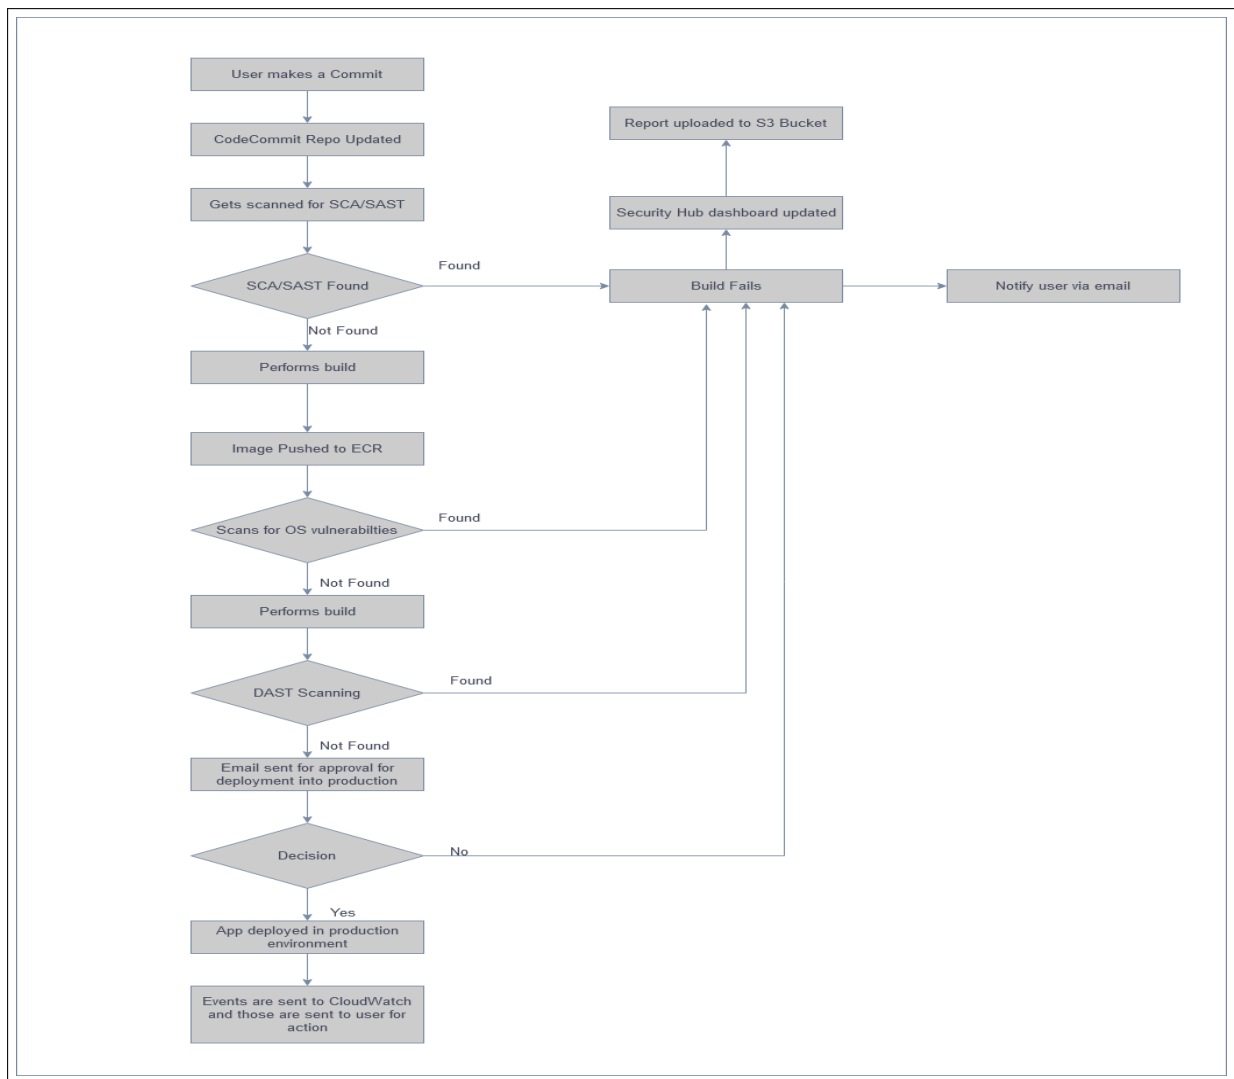 User makes a Commit
CodeCommit Repo Updated
Gets scanned for SCA/SAST
SCA/SAST Found
Found
Not Found
Performs build
Image Pushed to ECR
Scans for OS vulnerabilties
Found
Not Found
Performs build
DAST Scanning
Found
Not Found
Email sent for approval for
deployment into production
Decision
No
Yes
App deployed in production
environment
Events are sent to CloudWatch
and those are sent to user for
action
Report uploaded to S3 Bucket
Security Hub dashboard updated
Build Fails
Notify user via email